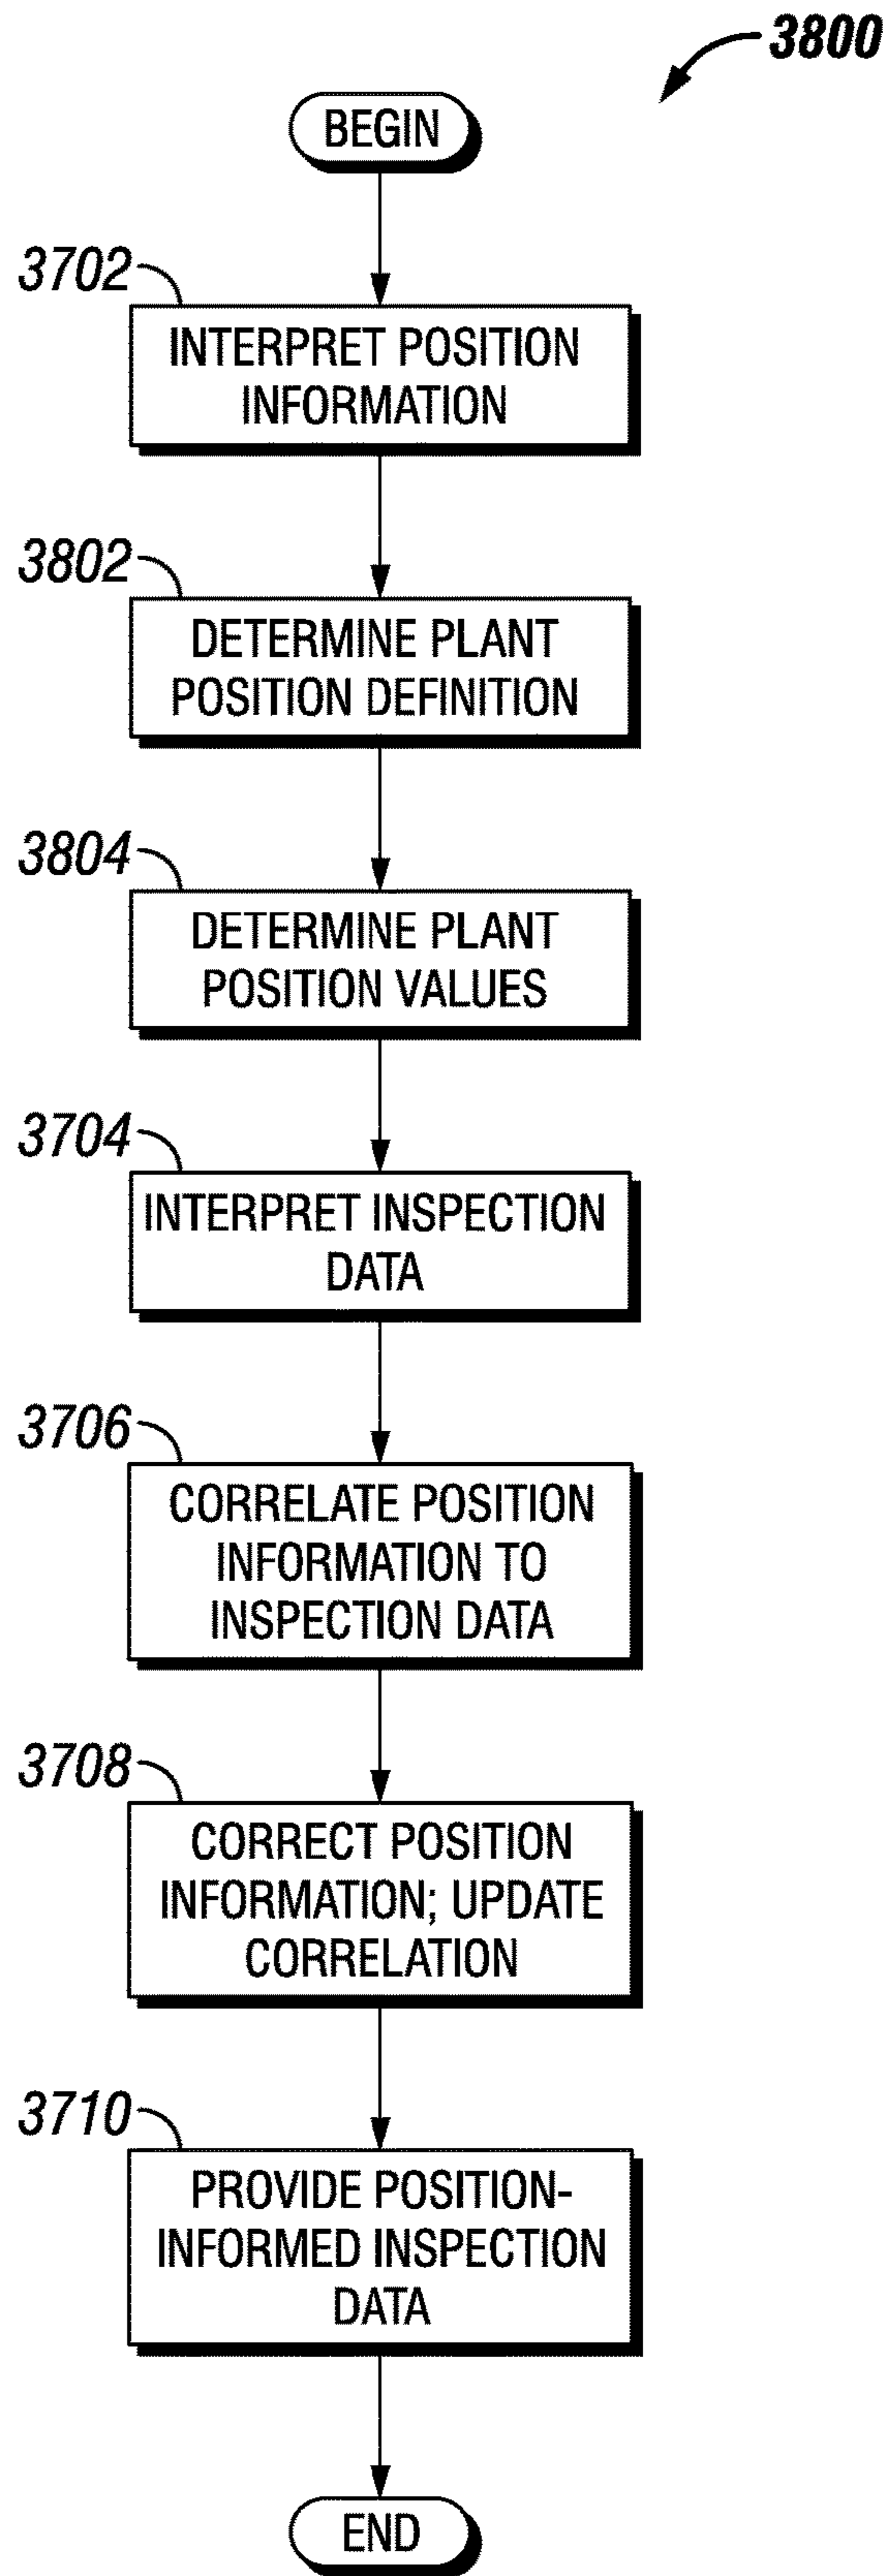 3800
BEGIN
3702
INTERPRET POSITION
INFORMATION
3802
DETERMINE PLANT
POSITION DEFINITION
3804
DETERMINE PLANT
POSITION VALUES
3704
INTERPRET INSPECTION
DATA
3706
CORRELATE POSITION
INFORMATION TO
INSPECTION DATA
3708
CORRECT POSITION
INFORMATION; UPDATE
CORRELATION
3710
PROVIDE POSITION-
INFORMED INSPECTION
DATA
END